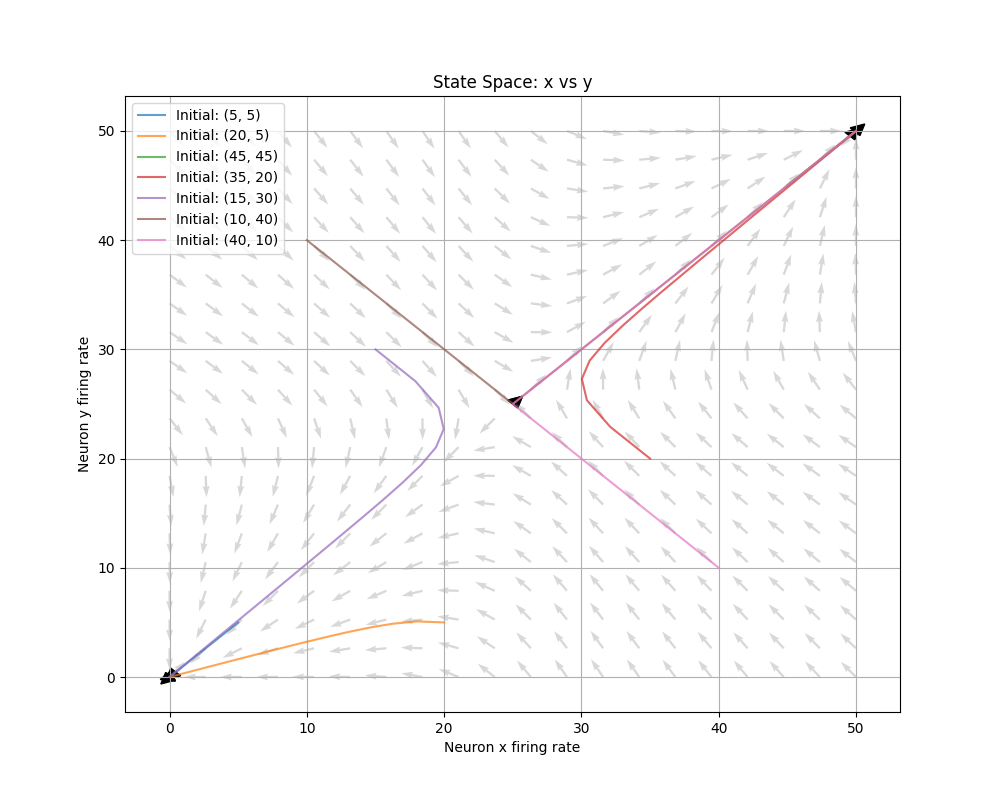 State Space: x vs y
Initial: (5, 5)
Initial: (20, 5)
Initial: (45, 45)
Initial: (35, 20)
Initial: (15, 30)
Initial: (10, 40)
Initial: (40, 10)
50
40
30
20
10
0
Neuron y firing rate
0 10 20 30 40 50
Neuron x firing rate